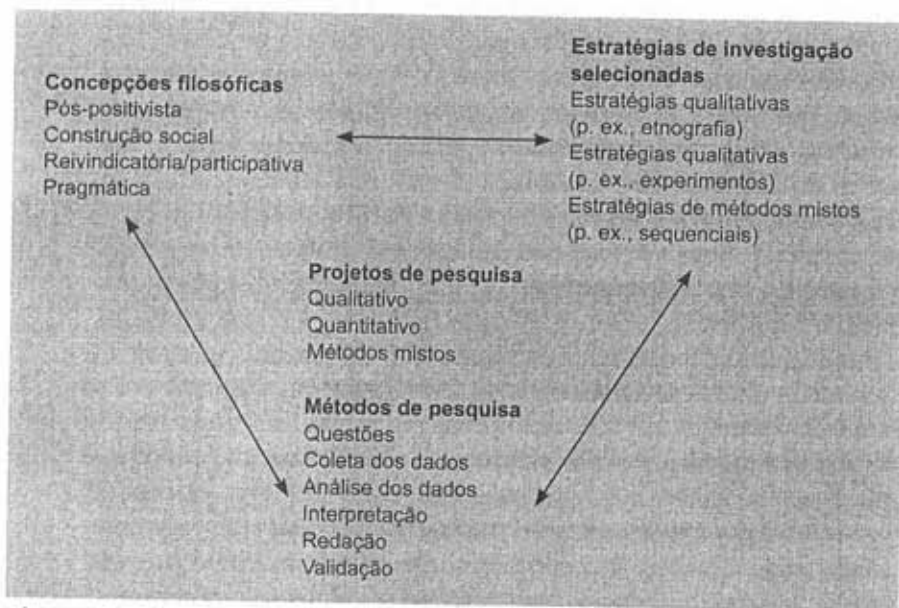 Concepções filosóficas
Pós-positivista
Construção social
Reivindicatória/participativa
Pragmática
Estratégias de investigação
selecionadas
Estratégias qualitativas
(p. ex., etnografia)
Estratégias qualitativas
(p. ex., experimentos)
Estratégias de métodos mistos
(p. ex., sequenciais)
Projetos de pesquisa
Qualitativo
Quantitativo
Métodos mistos
Métodos de pesquisa
Questões
Coleta dos dados
Análise dos dados
Interpretação
Redação
Validação